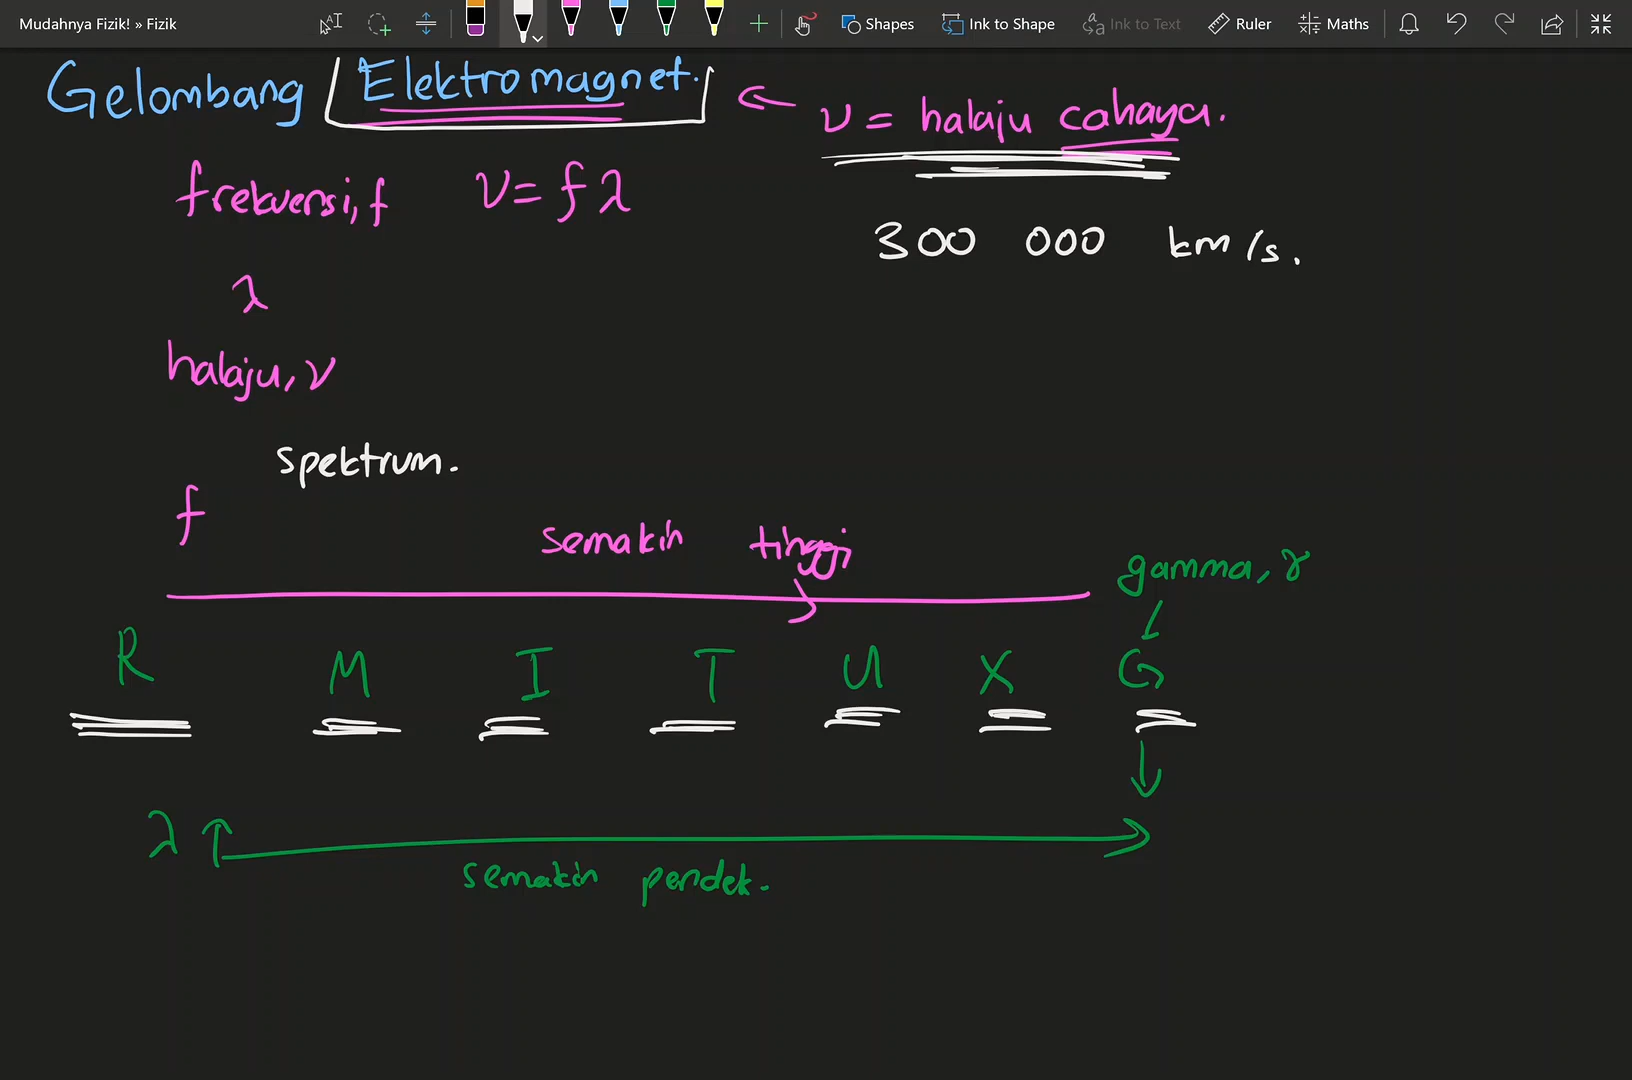 Mudahnya Fizik! » Fizik
Shapes
Ink to Shape
Ink to Text
Ruler
Maths
Gelombang Elektromagnet.
v = halaju cahaya.
frekuensi, f v = f λ
300 000 km/s.
λ
halaju, v
spektrum.
f
semakin tinggi
gamma, γ
R M I T U X G
λ ↑
semakin pendek.